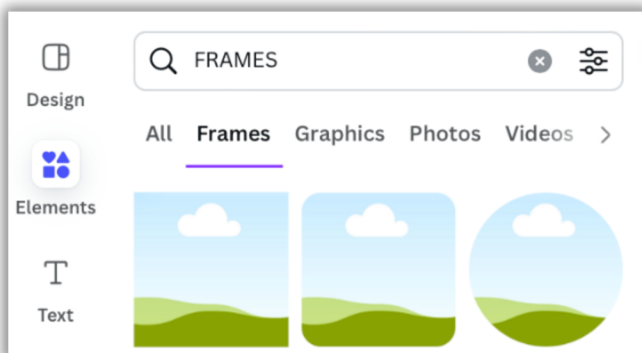 FRAMES
Design
All Frames Graphics Photos Videos
Elements
Text